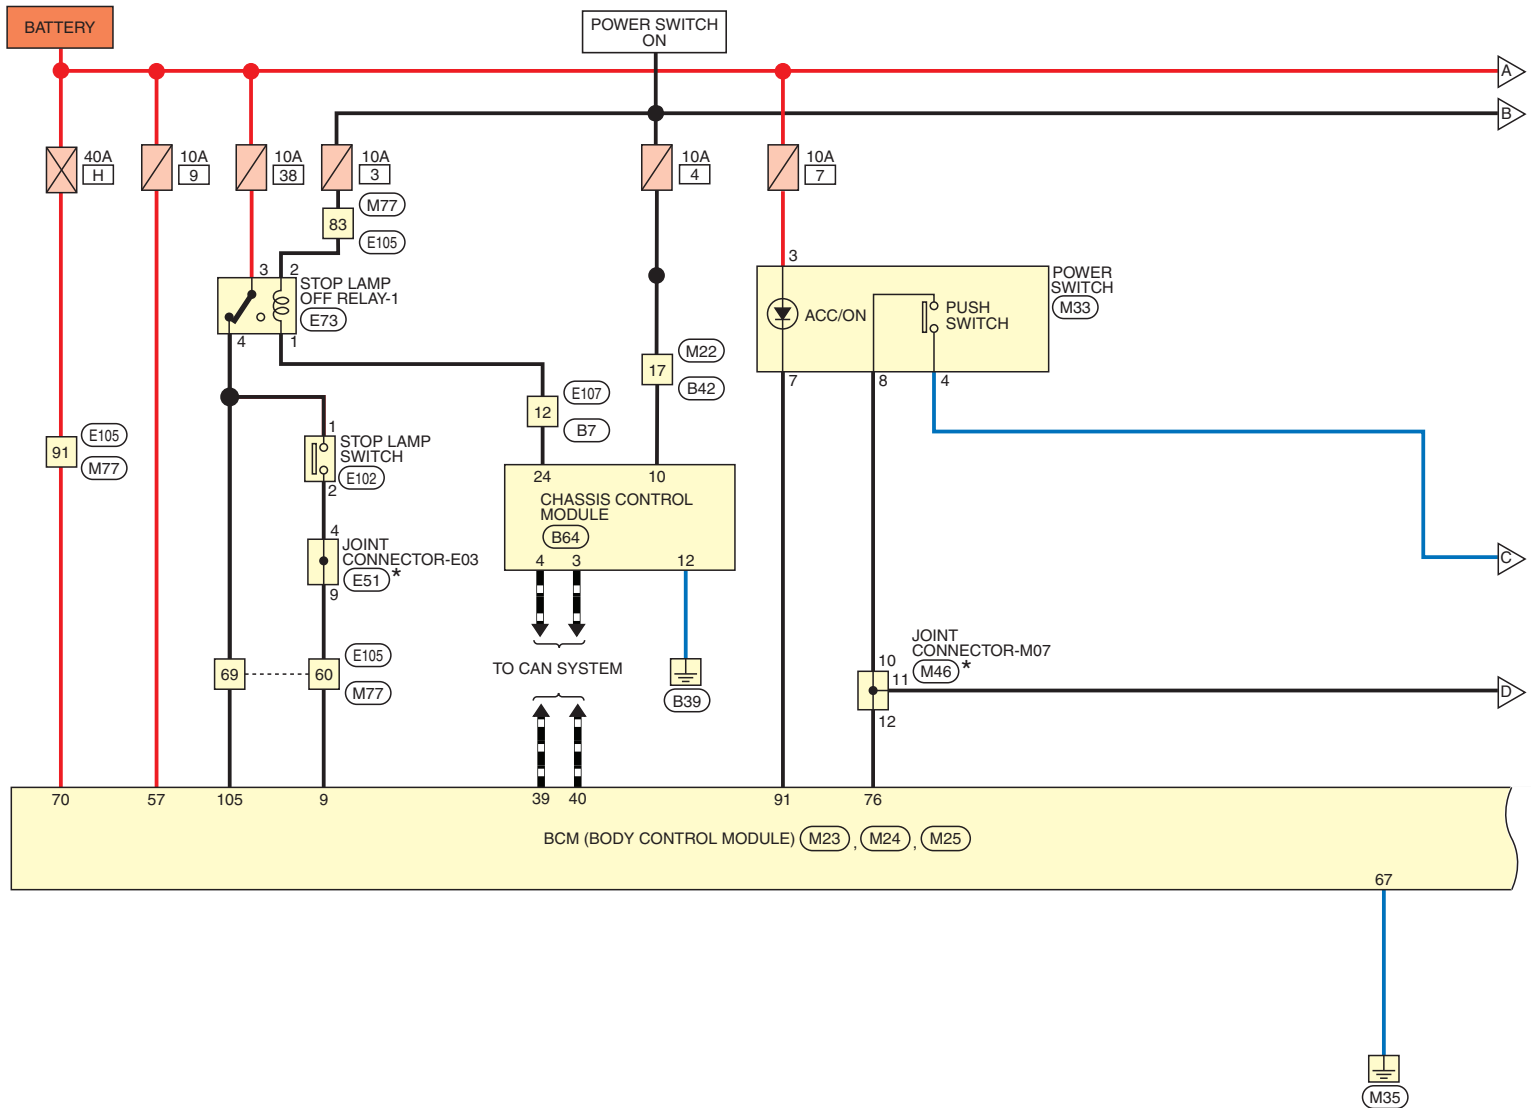 BATTERY
POWER SWITCH
ON
A
B
40A
H
10A
9
10A
38
10A
3
10A
4
10A
7
M77
83
E105
3
2
STOP LAMP
OFF RELAY-1
E73
4
1
3
POWER
SWITCH
M33
ACC/ON
PUSH
SWITCH
7
8
4
M22
17
B42
E107
12
B7
E105
91
M77
1
STOP LAMP
SWITCH
E102
2
24
10
CHASSIS CONTROL
MODULE
B64
4
3
12
4
JOINT
CONNECTOR-E03
E51 *
9
C
TO CAN SYSTEM
B39
E105
69
60
M77
JOINT
CONNECTOR-M07
M46 *
10
11
12
D
70
57
105
9
39
40
91
76
BCM (BODY CONTROL MODULE) M23 , M24 , M25
67
M35